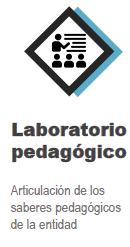 Laboratorio
pedagógico
Articulación de los
saberes pedagógicos
de la entidad